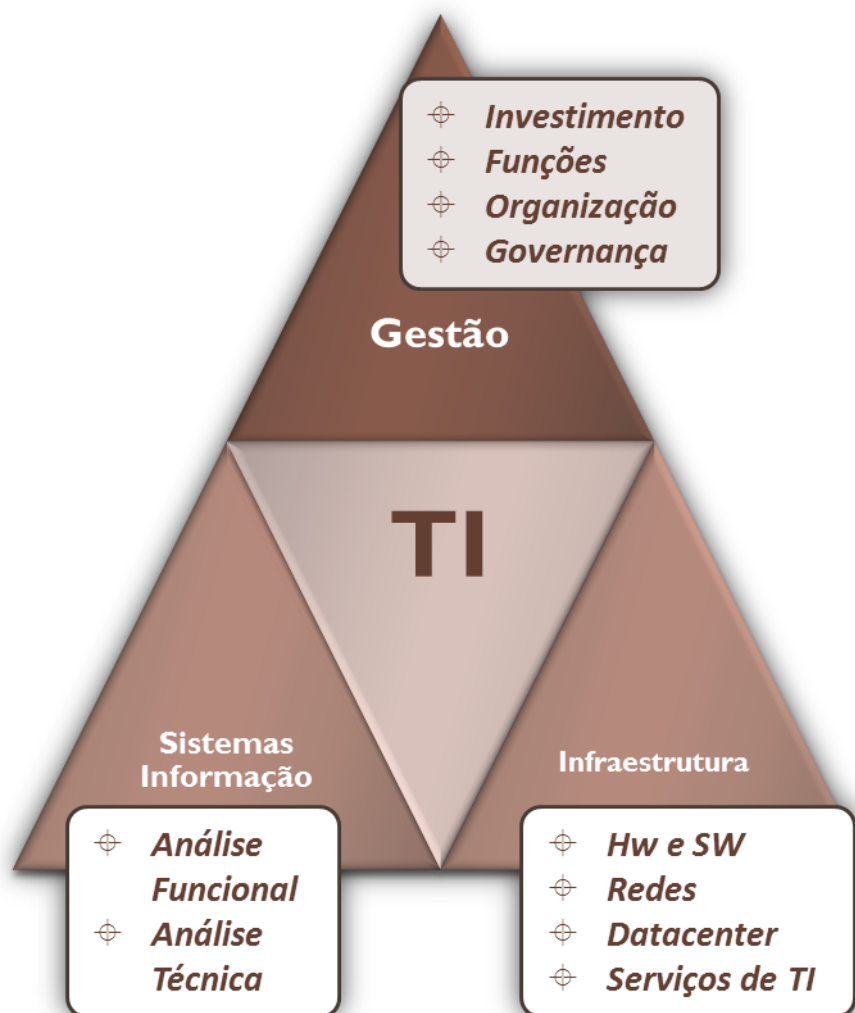 Investimento
Funções
Organização
Governança
Gestão
TI
Sistemas
Informação
Infraestrutura
Análise
Funcional
Análise
Técnica
Hw e SW
Redes
Datacenter
Serviços de TI